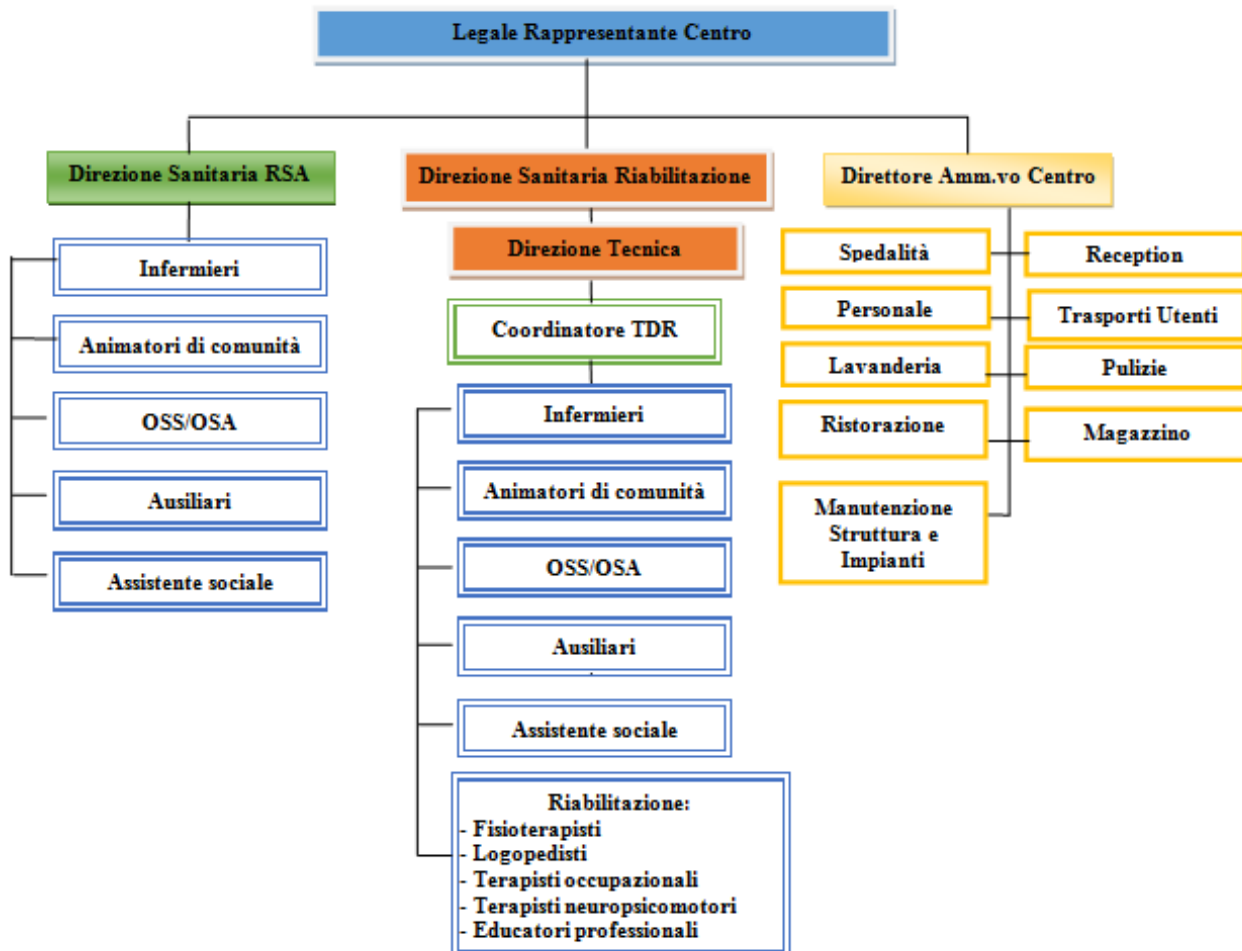 Legale Rappresentante Centro
Direzione Sanitaria RSA
Infermieri
Animatori di comunità
OSS/OSA
Ausiliari
Assistente sociale
Direzione Sanitaria Riabilitazione
Direzione Tecnica
Coordinatore TDR
Infermieri
Animatori di comunità
OSS/OSA
Ausiliari
Assistente sociale
Riabilitazione:
- Fisioterapisti
- Logopedisti
- Terapisti occupazionali
- Terapisti neuropsicomotori
- Educatori professionali
Direttore Amm.vo Centro
Spedalità
Reception
Personale
Trasporti Utenti
Lavanderia
Pulizie
Ristorazione
Magazzino
Manutenzione
Struttura e
Impianti